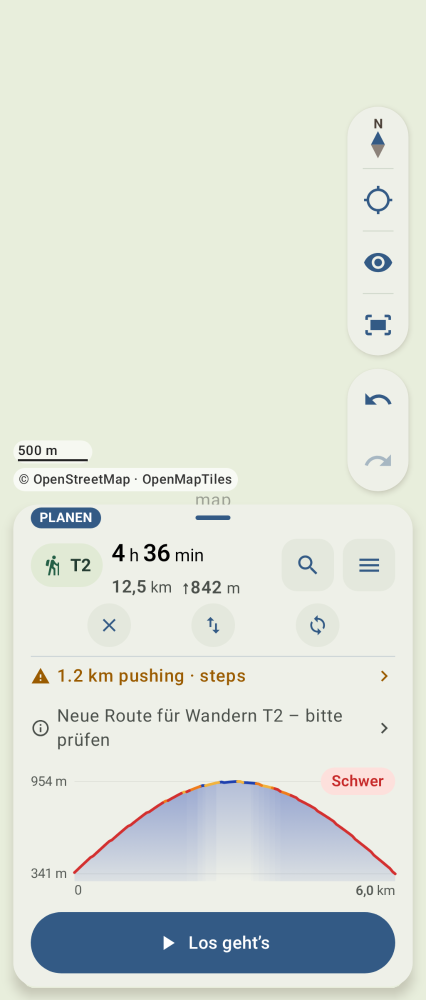 N
500 m
© OpenStreetMap · OpenMapTiles
map
PLANEN
T2
4 h 36 min
12,5 km ↑842 m
1.2 km pushing · steps
Neue Route für Wandern T2 – bitte
prüfen
954 m
Schwer
341 m
0
6,0 km
Los geht's